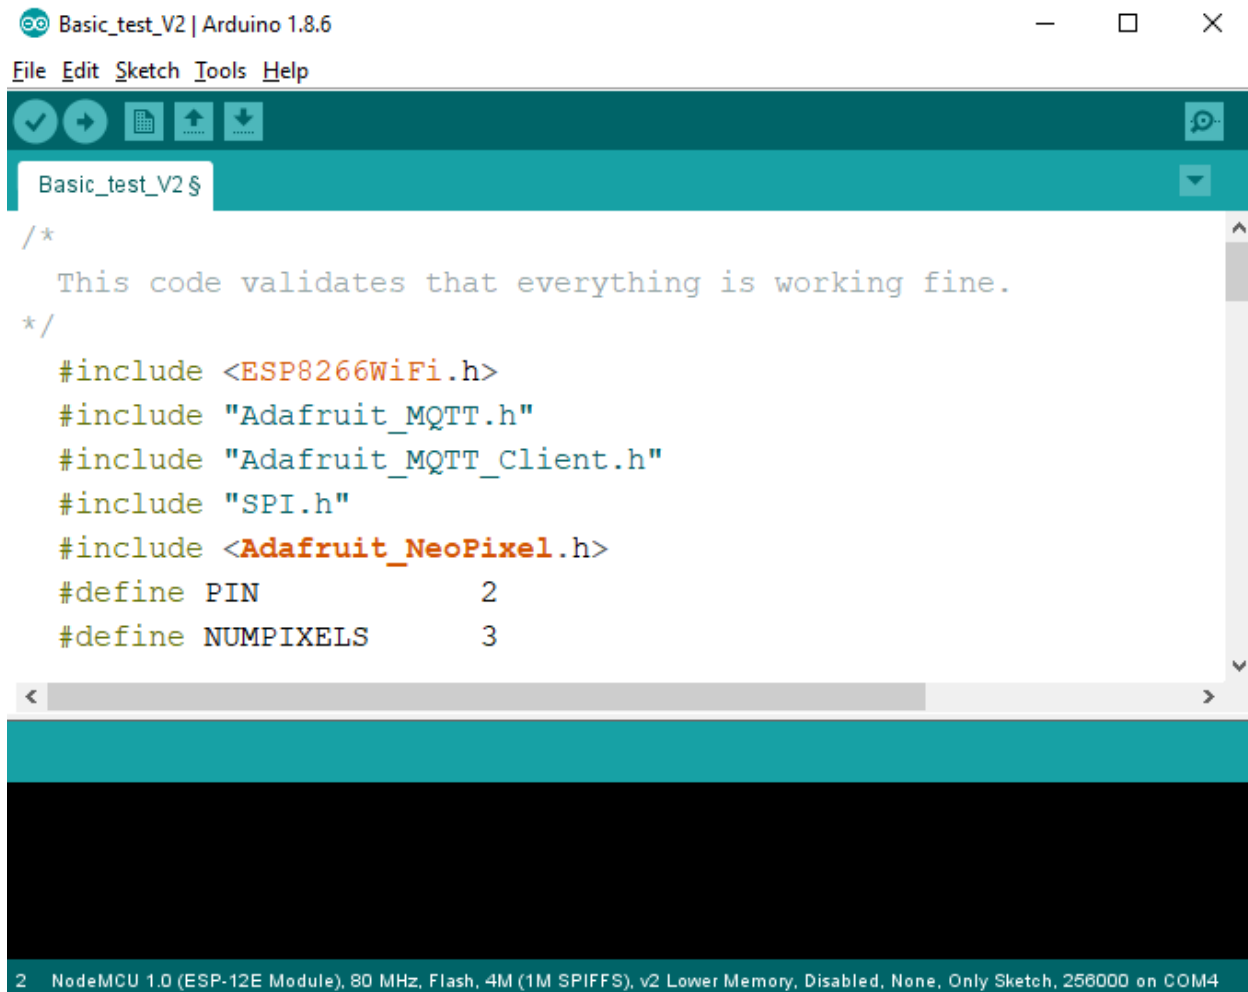 Basic_test_V2 | Arduino 1.8.6
File Edit Sketch Tools Help
Basic_test_V2 §
/*
  This code validates that everything is working fine.
*/
  #include <ESP8266WiFi.h>
  #include "Adafruit_MQTT.h"
  #include "Adafruit_MQTT_Client.h"
  #include "SPI.h"
  #include <Adafruit_NeoPixel.h>
  #define PIN            2
  #define NUMPIXELS      3
2 NodeMCU 1.0 (ESP-12E Module), 80 MHz, Flash, 4M (1M SPIFFS), v2 Lower Memory, Disabled, None, Only Sketch, 256000 on COM4